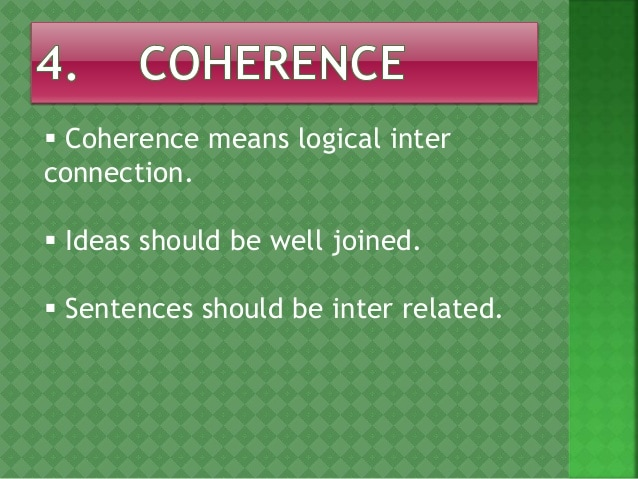 4. COHERENCE
▪ Coherence means logical inter
connection.
▪ Ideas should be well joined.
▪ Sentences should be inter related.